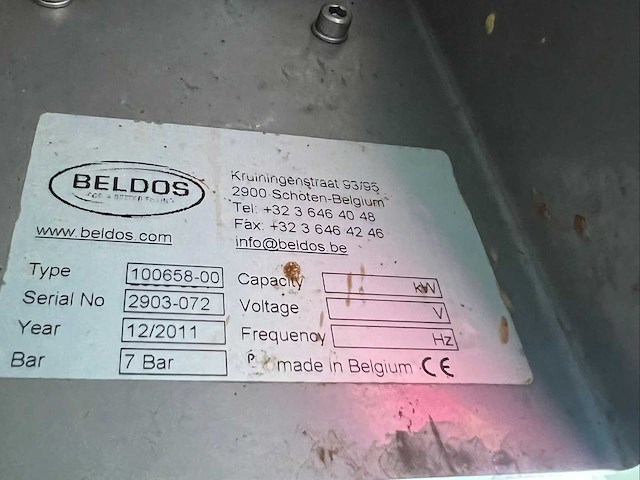 BELDOS
Kruiningenstraat 93/95
2900 Schoten-Belgium
Tel: +32 3 646 40 48
Fax: +32 3 646 42 46
www.beldos.com
info@beldos.be
Type 100658-00
Serial No 2903-072
Year 12/2011
Bar 7 Bar
Capacity kW
Voltage V
Frequency Hz
made in Belgium CE